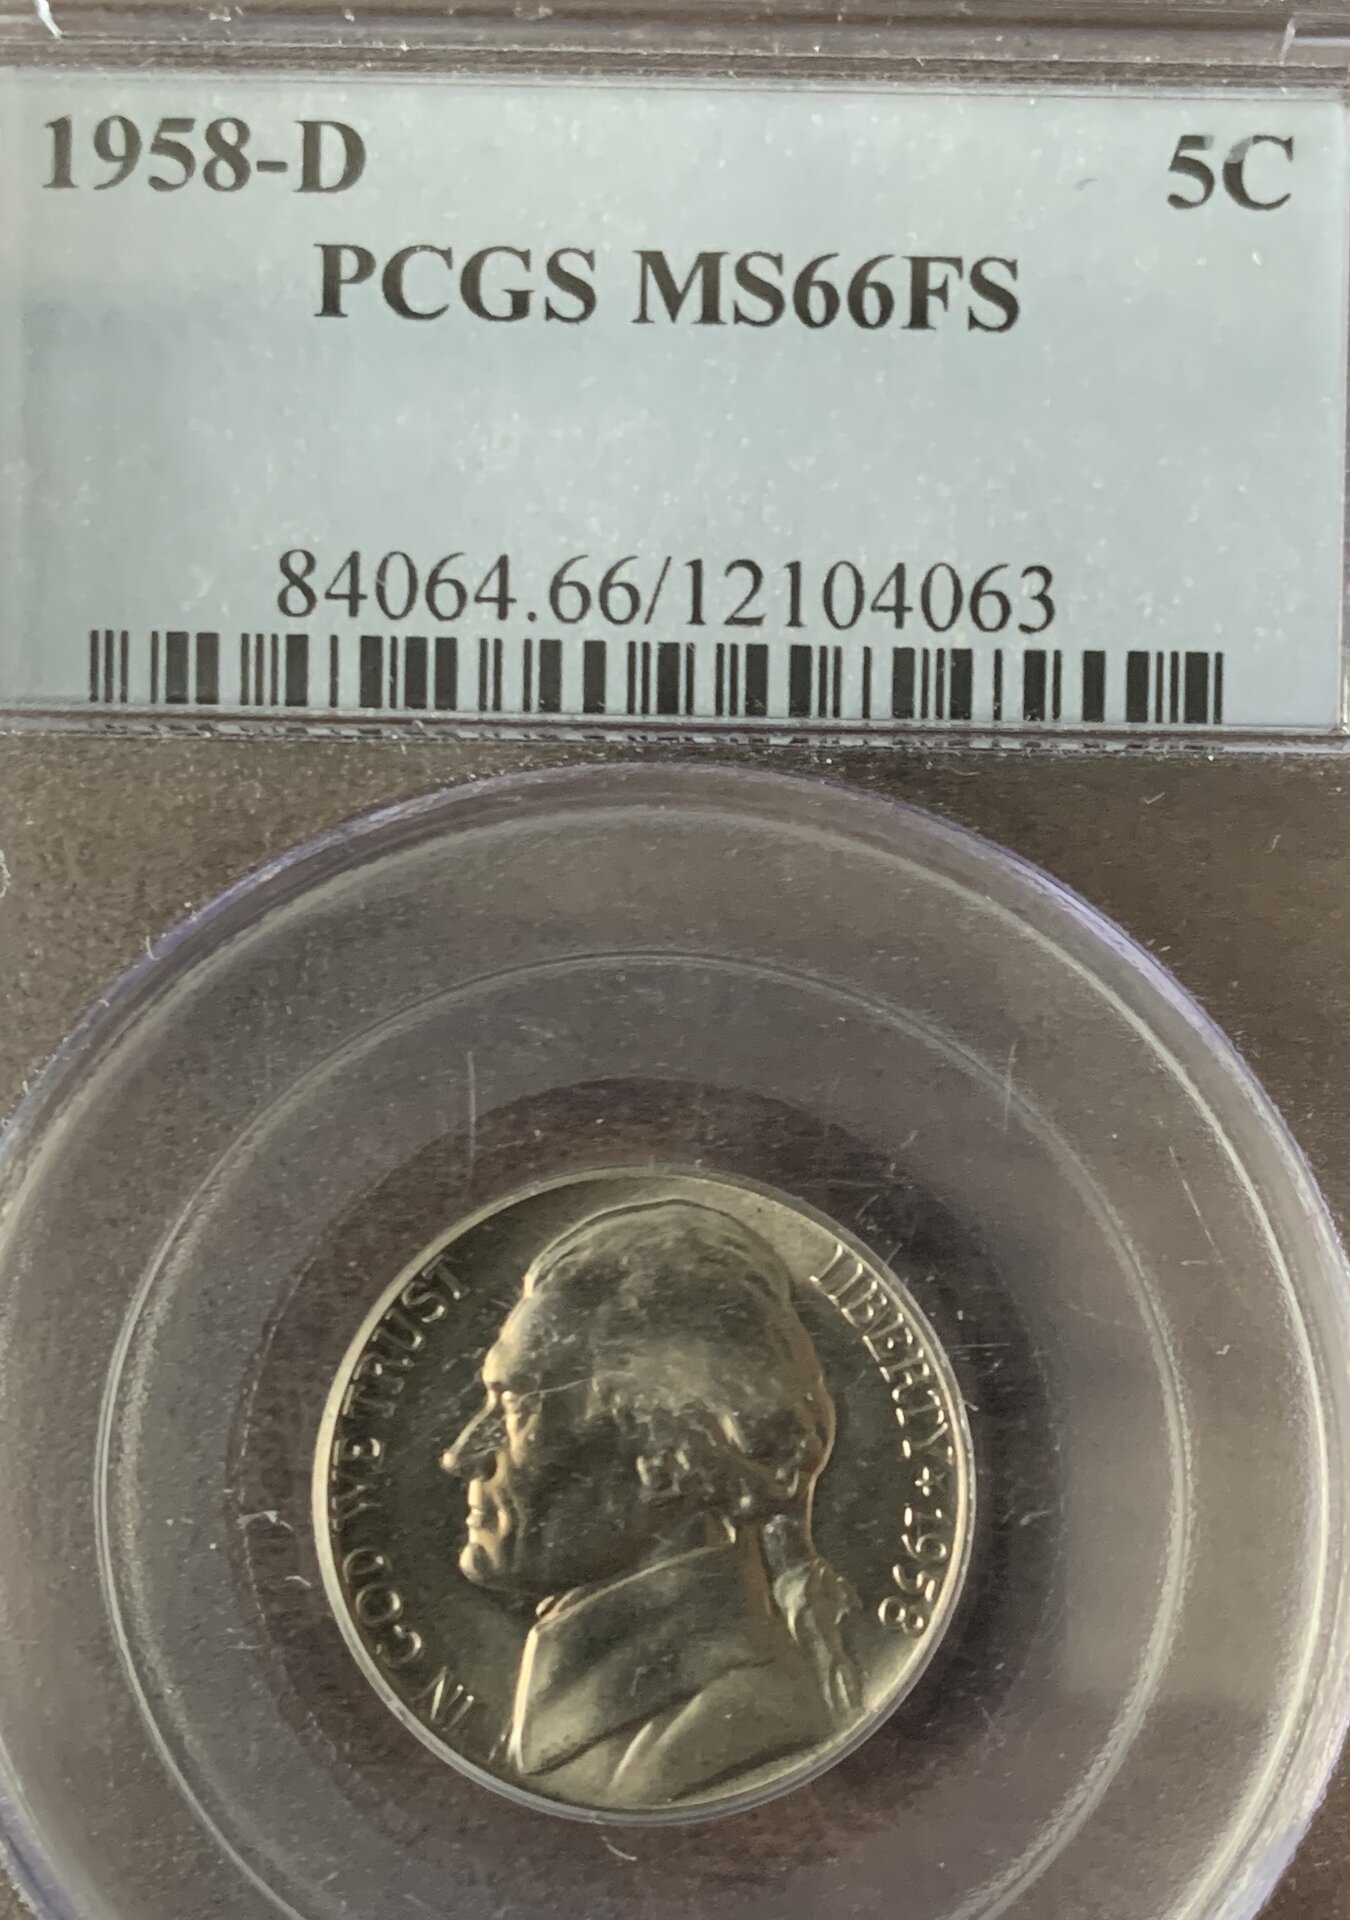 1958-D 5C
PCGS MS66FS
84064.66/12104063
IN GOD WE TRUST
LIBERTY * 1958